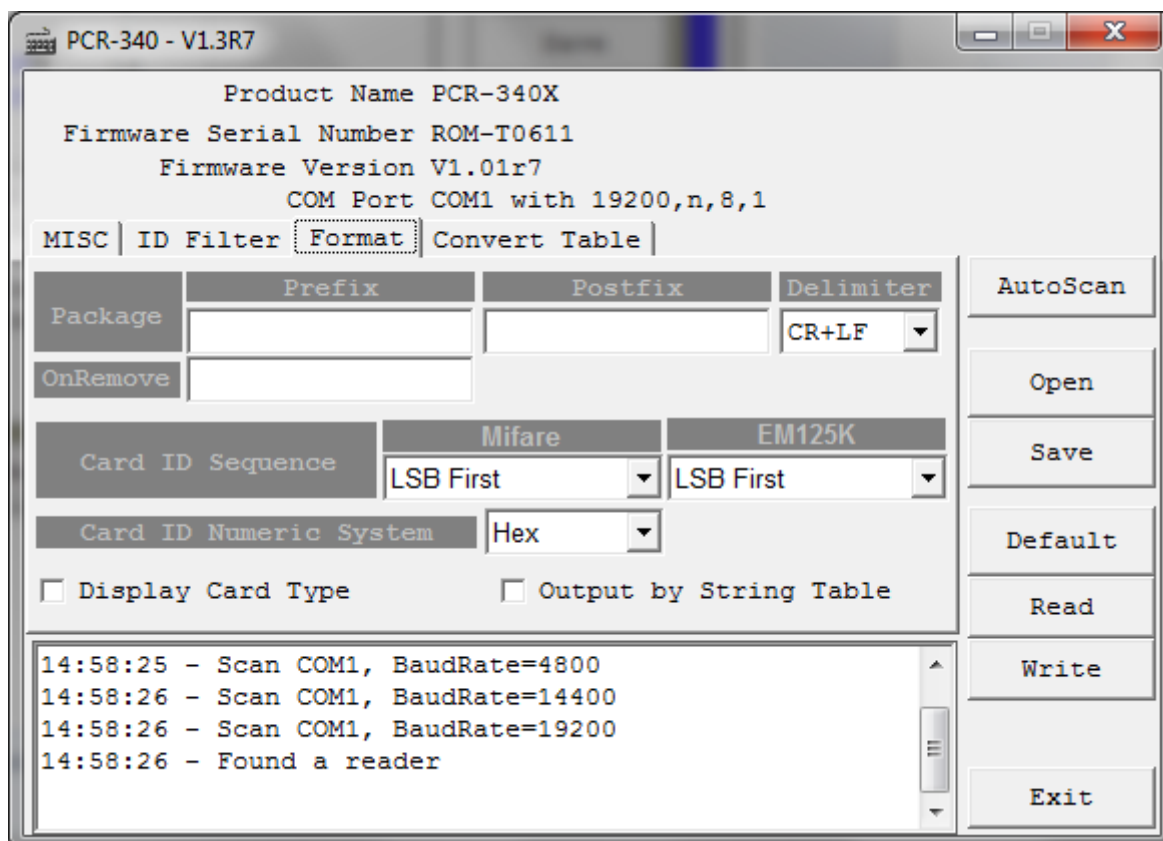 PCR-340 - V1.3R7
Product Name PCR-340X
Firmware Serial Number ROM-T0611
Firmware Version V1.01r7
COM Port COM1 with 19200,n,8,1
MISC ID Filter Format Convert Table
Prefix Postfix Delimiter
Package
CR+LF
OnRemove
Mifare EM125K
Card ID Sequence
LSB First LSB First
Card ID Numeric System Hex
Display Card Type Output by String Table
14:58:25 - Scan COM1, BaudRate=4800
14:58:26 - Scan COM1, BaudRate=14400
14:58:26 - Scan COM1, BaudRate=19200
14:58:26 - Found a reader
AutoScan
Open
Save
Default
Read
Write
Exit